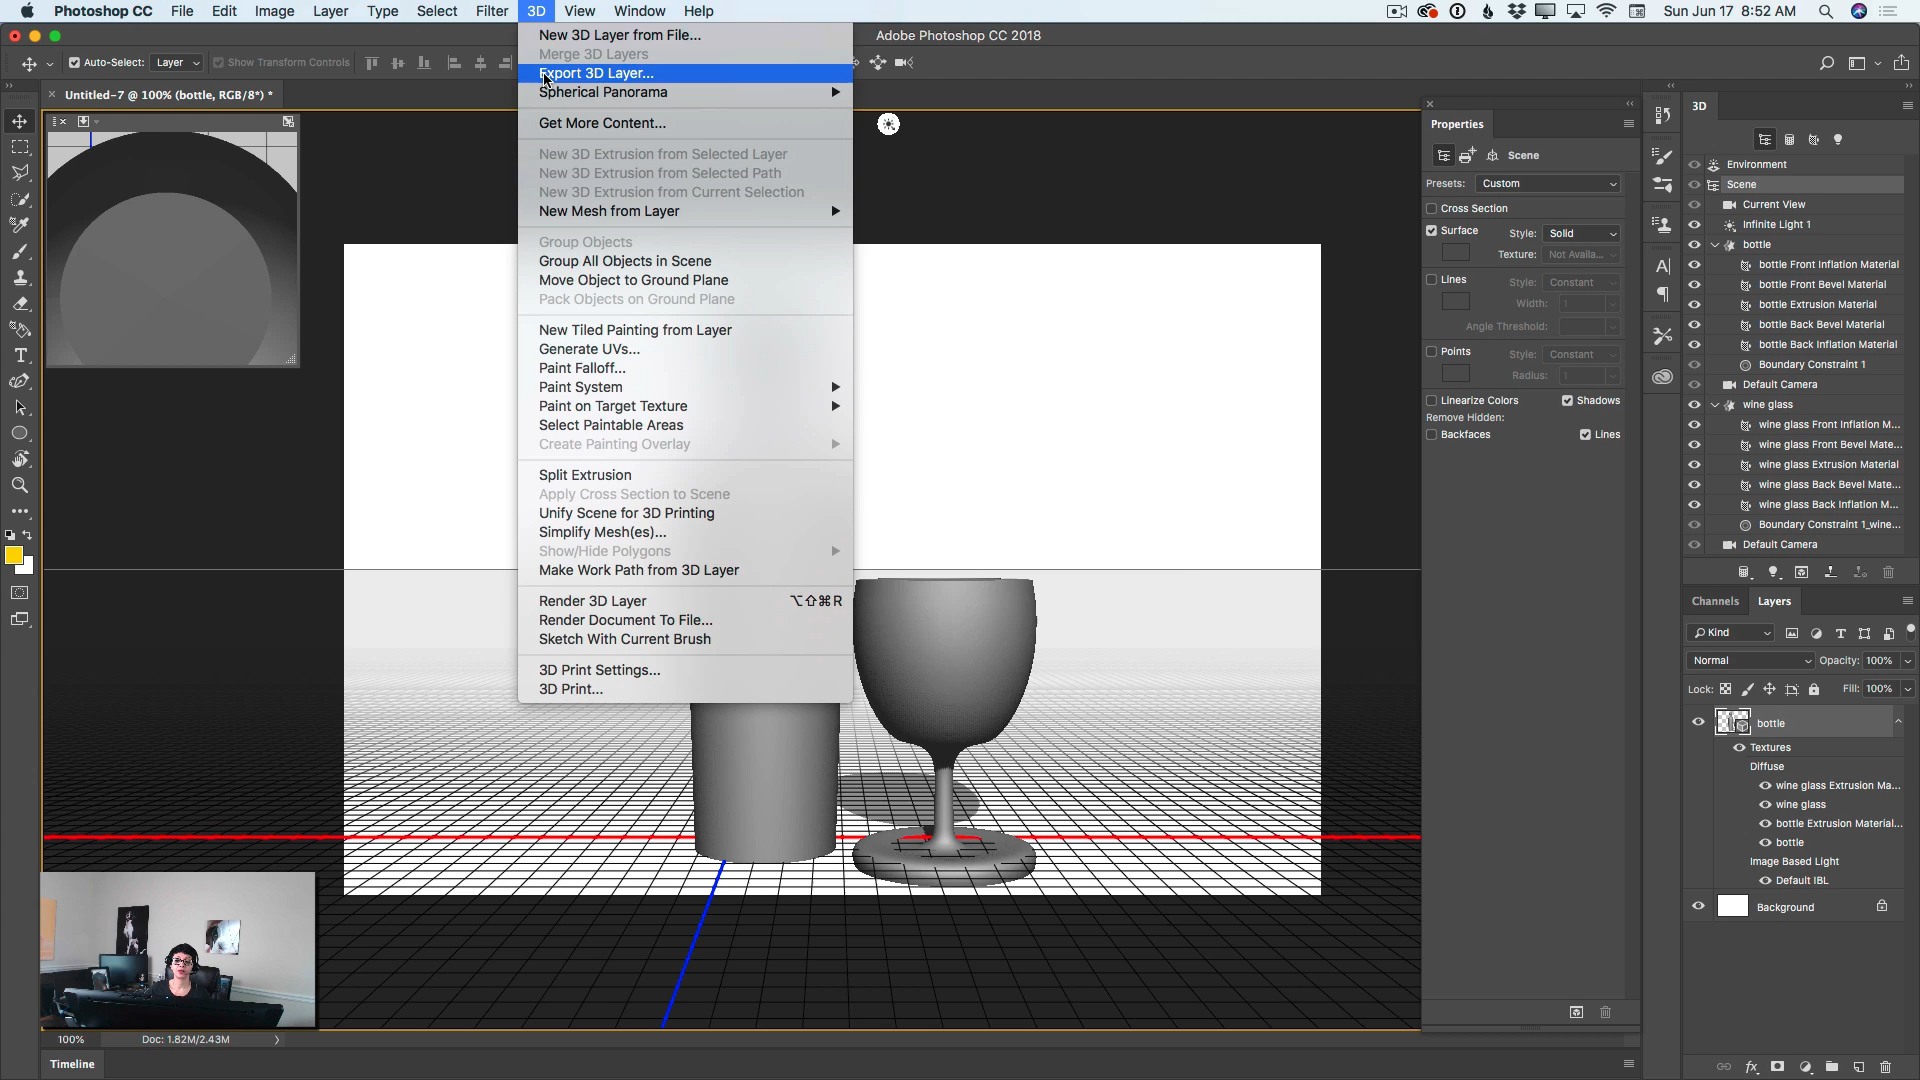 Photoshop CC File Edit Image Layer Type Select Filter 3D View Window Help
Sun Jun 17 8:52 AM
Adobe Photoshop CC 2018
Auto-Select: Layer Show Transform Controls
Untitled-7 @ 100% (bottle, RGB/8*) *
New 3D Layer from File...
Merge 3D Layers
Export 3D Layer...
Spherical Panorama
Get More Content...
New 3D Extrusion from Selected Layer
New 3D Extrusion from Selected Path
New 3D Extrusion from Current Selection
New Mesh from Layer
Group Objects
Group All Objects in Scene
Move Object to Ground Plane
Pack Objects on Ground Plane
New Tiled Painting from Layer
Generate UVs...
Paint Falloff...
Paint System
Paint on Target Texture
Select Paintable Areas
Create Painting Overlay
Split Extrusion
Apply Cross Section to Scene
Unify Scene for 3D Printing
Simplify Mesh(es)...
Show/Hide Polygons
Make Work Path from 3D Layer
Render 3D Layer ⌥⇧⌘R
Render Document To File...
Sketch With Current Brush
3D Print Settings...
3D Print...
Properties
Scene
Presets: Custom
Cross Section
Surface Style: Solid
Texture: Not Availa...
Lines Style: Constant
Width: 1
Angle Threshold:
Points Style: Constant
Radius: 1
Linearize Colors Shadows
Remove Hidden:
Backfaces Lines
3D
Environment
Scene
Current View
Infinite Light 1
bottle
bottle Front Inflation Material
bottle Front Bevel Material
bottle Extrusion Material
bottle Back Bevel Material
bottle Back Inflation Material
Boundary Constraint 1
Default Camera
wine glass
wine glass Front Inflation M...
wine glass Front Bevel Mate...
wine glass Extrusion Material
wine glass Back Bevel Mate...
wine glass Back Inflation M...
Boundary Constraint 1_wine...
Default Camera
Channels Layers
Kind
Normal Opacity: 100%
Lock: Fill: 100%
bottle
Textures
Diffuse
wine glass Extrusion Ma...
wine glass
bottle Extrusion Material...
bottle
Image Based Light
Default IBL
Background
100% Doc: 1.82M/2.43M
Timeline